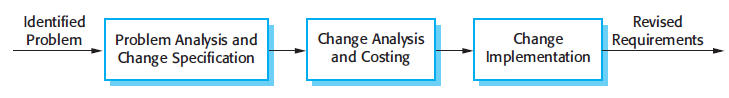 Identified
Problem
Problem Analysis and
Change Specification
Change Analysis
and Costing
Change
Implementation
Revised
Requirements